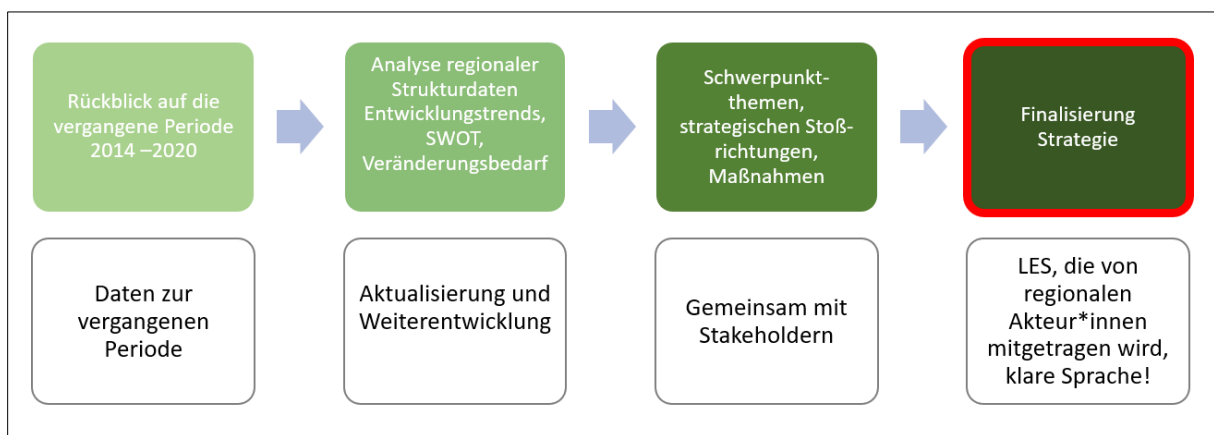 Rückblick auf die
vergangene Periode
2014 –2020
Analyse regionaler
Strukturdaten
Entwicklungstrends,
SWOT,
Veränderungsbedarf
Schwerpunkt-
themen,
strategischen Stoß-
richtungen,
Maßnahmen
Finalisierung
Strategie
Daten zur
vergangenen
Periode
Aktualisierung und
Weiterentwicklung
Gemeinsam mit
Stakeholdern
LES, die von
regionalen
Akteur*innen
mitgetragen wird,
klare Sprache!